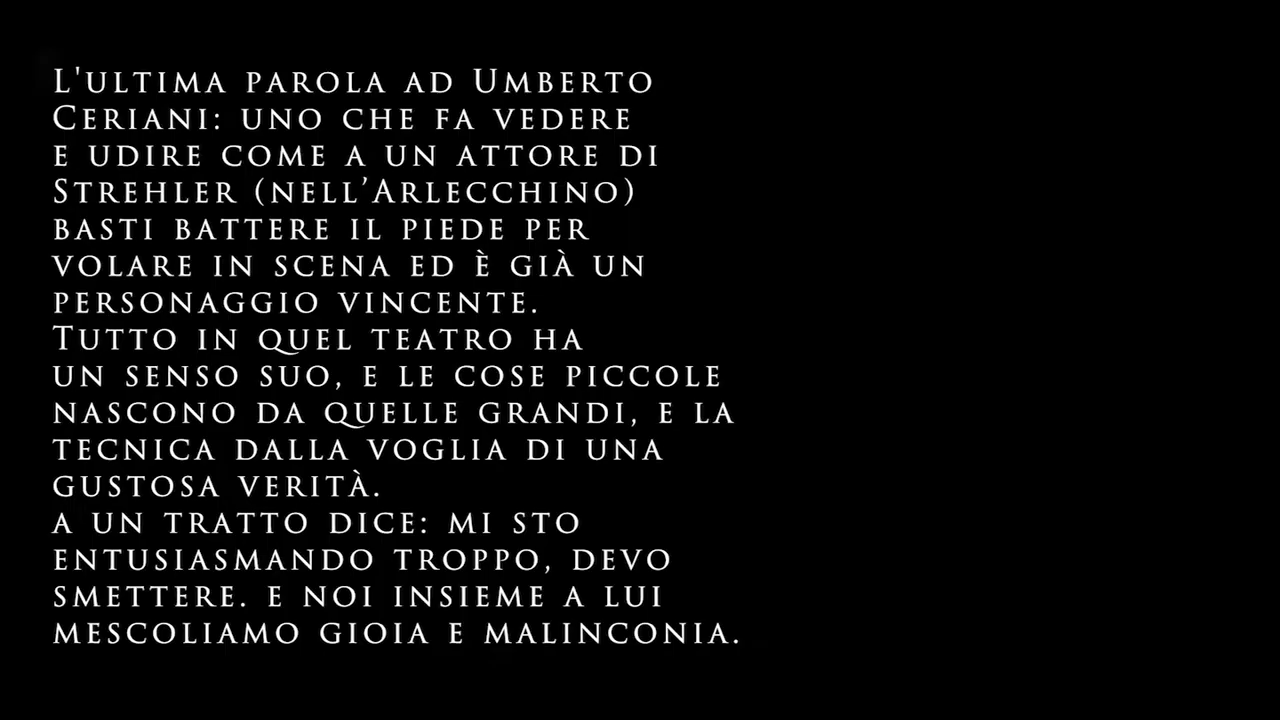 L'ultima parola ad Umberto
Ceriani: uno che fa vedere
e udire come a un attore di
Strehler (nell’Arlecchino)
basti battere il piede per
volare in scena ed è già un
personaggio vincente.
Tutto in quel teatro ha
un senso suo, e le cose piccole
nascono da quelle grandi, e la
tecnica dalla voglia di una
gustosa verità.
a un tratto dice: mi sto
entusiasmando troppo, devo
smettere. e noi insieme a lui
mescoliamo gioia e malinconia.